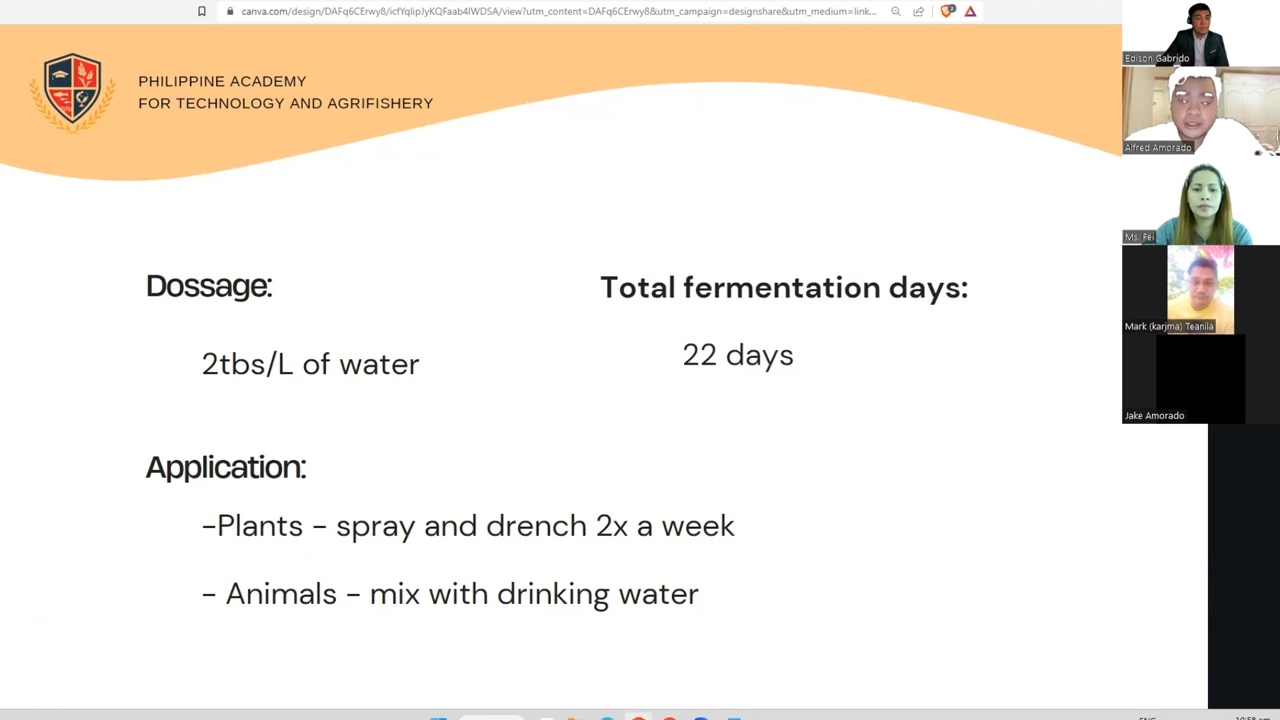 canva.com/design/DAFq6CErwy8/icfYqlipJyKQFaab4IWDSA/view?utm_content=DAFq6CErwy8&utm_campaign=designshare&utm_medium=link...
2
PHILIPPINE ACADEMY
FOR TECHNOLOGY AND AGRIFISHERY
Edison Gabrido
Alfred Amorado
Ms. Fei
Mark (karjma) Teanila
Jake Amorado
Dossage:
2tbs/L of water
Total fermentation days:
22 days
Application:
-Plants - spray and drench 2x a week
- Animals - mix with drinking water